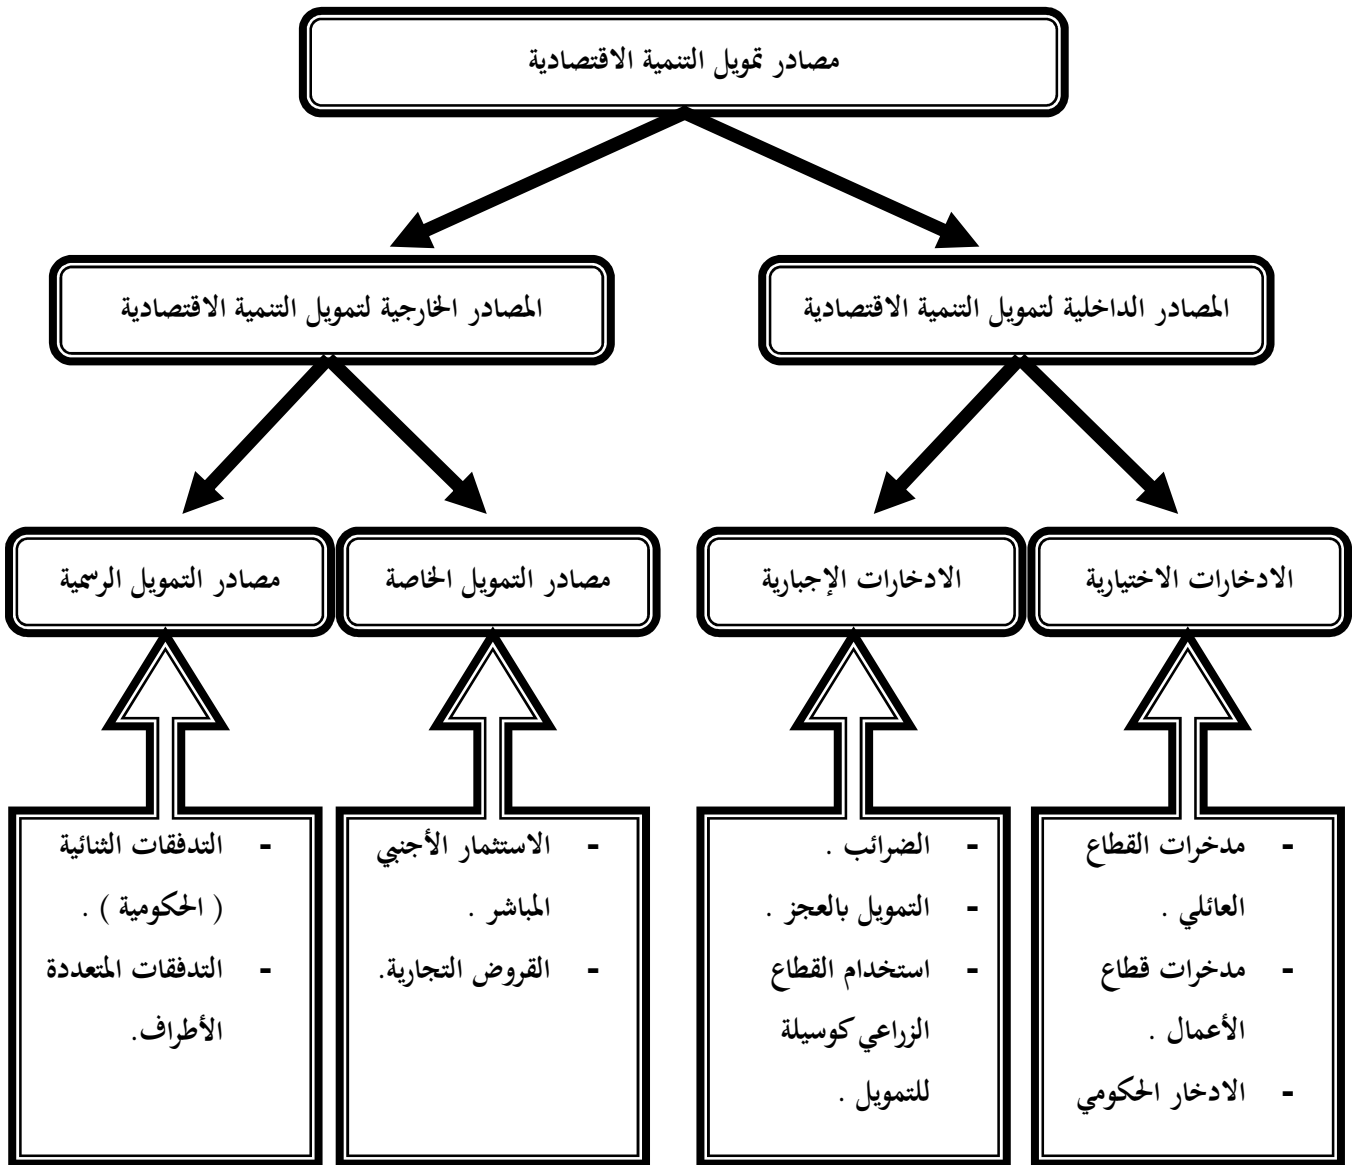 مصادر تمويل التنمية الاقتصادية
المصادر الداخلية لتمويل التنمية الاقتصادية
المصادر الخارجية لتمويل التنمية الاقتصادية
الادخارات الاختيارية
الادخارات الإجبارية
مصادر التمويل الخاصة
مصادر التمويل الرسمية
- مدخرات القطاع
العائلي .
- مدخرات قطاع
الأعمال .
- الادخار الحكومي
- الضرائب .
- التمويل بالعجز .
- استخدام القطاع
الزراعي كوسيلة
للتمويل .
- الاستثمار الأجنبي
المباشر .
- القروض التجارية.
- التدفقات الثنائية
( الحكومية ) .
- التدفقات المتعددة
الأطراف.